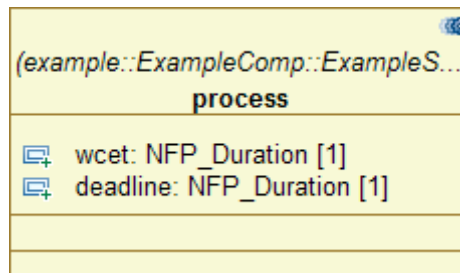 (example::ExampleComp::ExampleS...
process
wcet: NFP_Duration [1]
deadline: NFP_Duration [1]